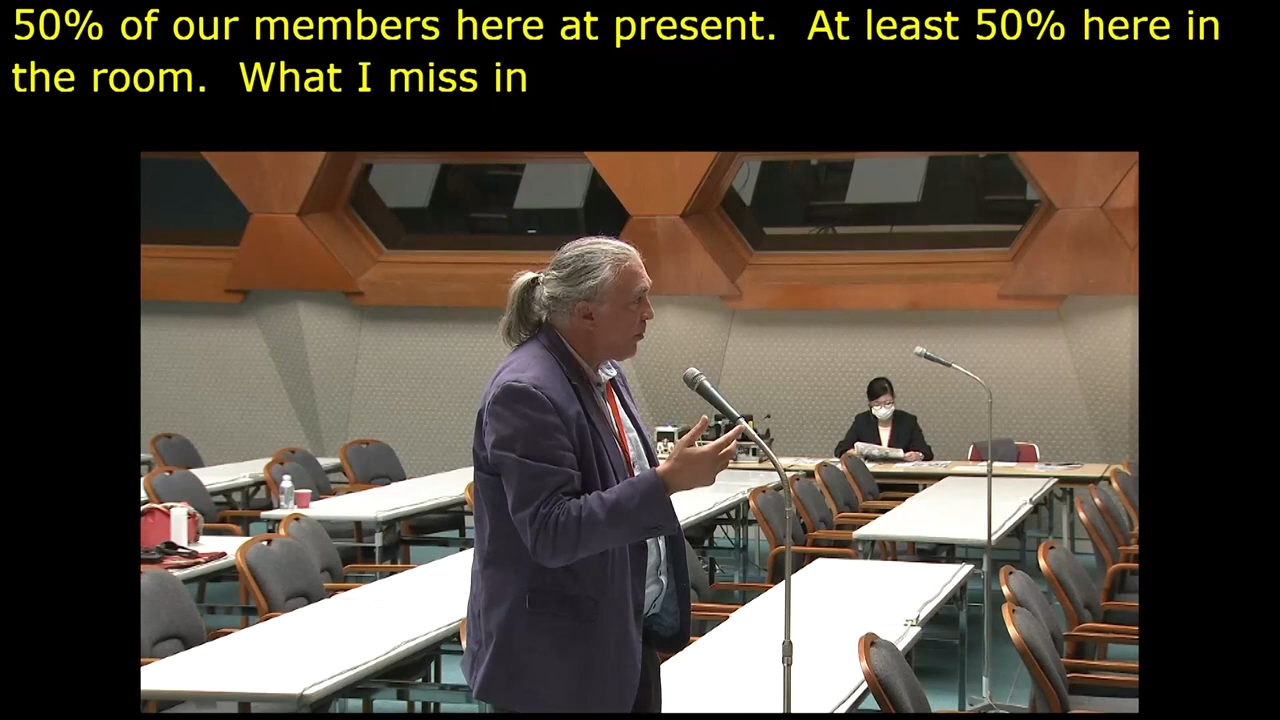 50% of our members here at present.  At least 50% here in
the room.  What I miss in